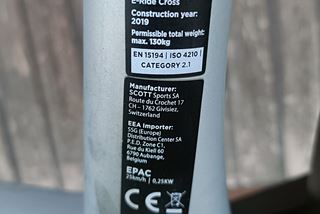 E-Ride Cross
Construction year:
2019
Permissible total weight:
max. 130kg
EN 15194 | ISO 4210 |
CATEGORY 2.1
Manufacturer:
SCOTT Sports SA
Route du Crochet 17
CH – 1762 Givisiez,
Switzerland
EEA Importer:
SSG (Europe)
Distribution Center SA
P.E.D. Zone C1,
Rue du Kiell 60
6790 Aubange,
Belgium
EPAC
25km/h | 0,25KW
CE